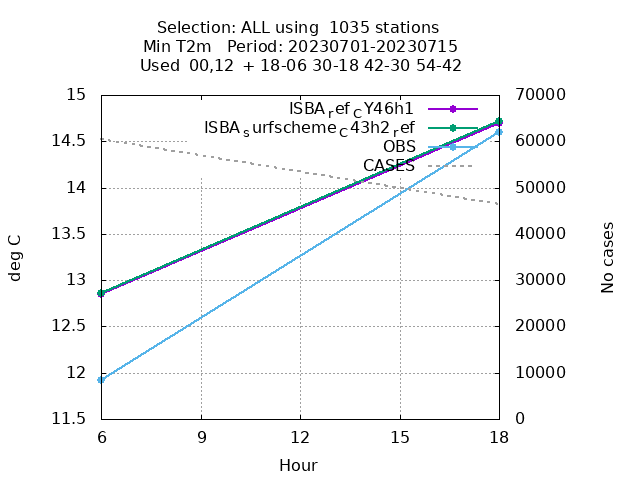 Selection: ALL using  1035 stations
Min T2m   Period: 20230701-20230715
Used  00,12  + 18-06 30-18 42-30 54-42
15 70000
ISBArefCY46h1
ISBAsurfschemeC43h2ref
14.5 60000
OBS
CASES
14 50000
13.5 40000
deg C
No cases
13 30000
12.5 20000
12 10000
11.5 0
6 9 12 15 18
Hour